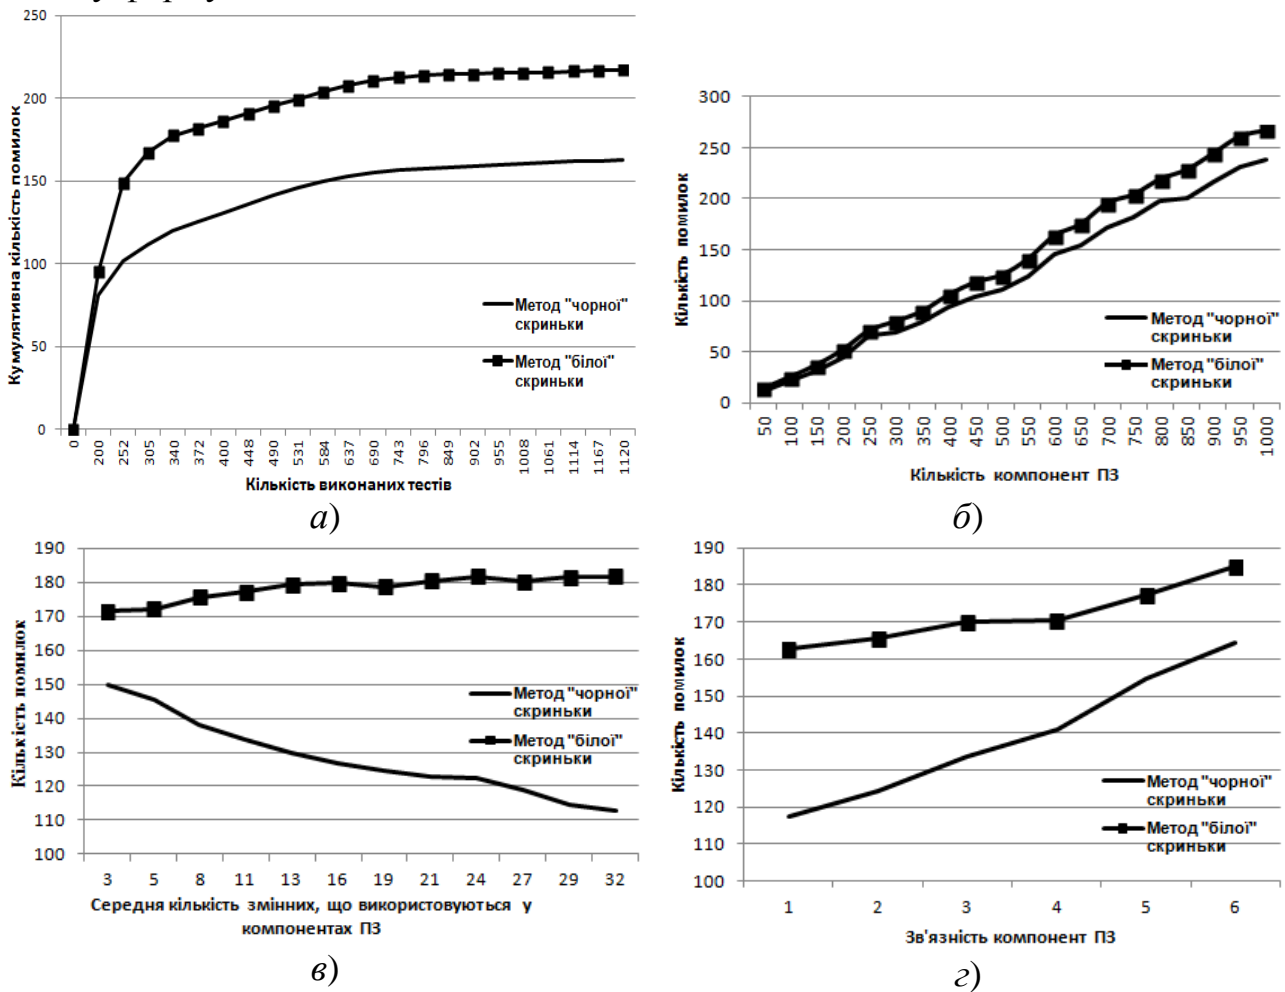 250
200
150
100
50
0
Кумулятивна кількість помилок
Метод "чорної"
скриньки
Метод "білої"
скриньки
0 200 252 305 340 372 400 448 490 531 584 637 690 743 796 849 902 955 1008 1061 1114 1167 1120
Кількість виконаних тестів
а)
300
250
200
150
100
50
0
Кількість помилок
Метод "чорної"
скриньки
Метод "білої"
скриньки
50 100 150 200 250 300 350 400 450 500 550 600 650 700 750 800 850 900 950 1000
Кількість компонент ПЗ
б)
190
180
170
160
150
140
130
120
110
100
Кількість помилок
Метод "чорної"
скриньки
Метод "білої"
скриньки
3 5 8 11 13 16 19 21 24 27 29 32
Середня кількість змінних, що використовуються у
компонентах ПЗ
в)
190
180
170
160
150
140
130
120
110
100
Кількість помилок
Метод "чорної"
скриньки
Метод "білої"
скриньки
1 2 3 4 5 6
Зв'язність компонент ПЗ
г)